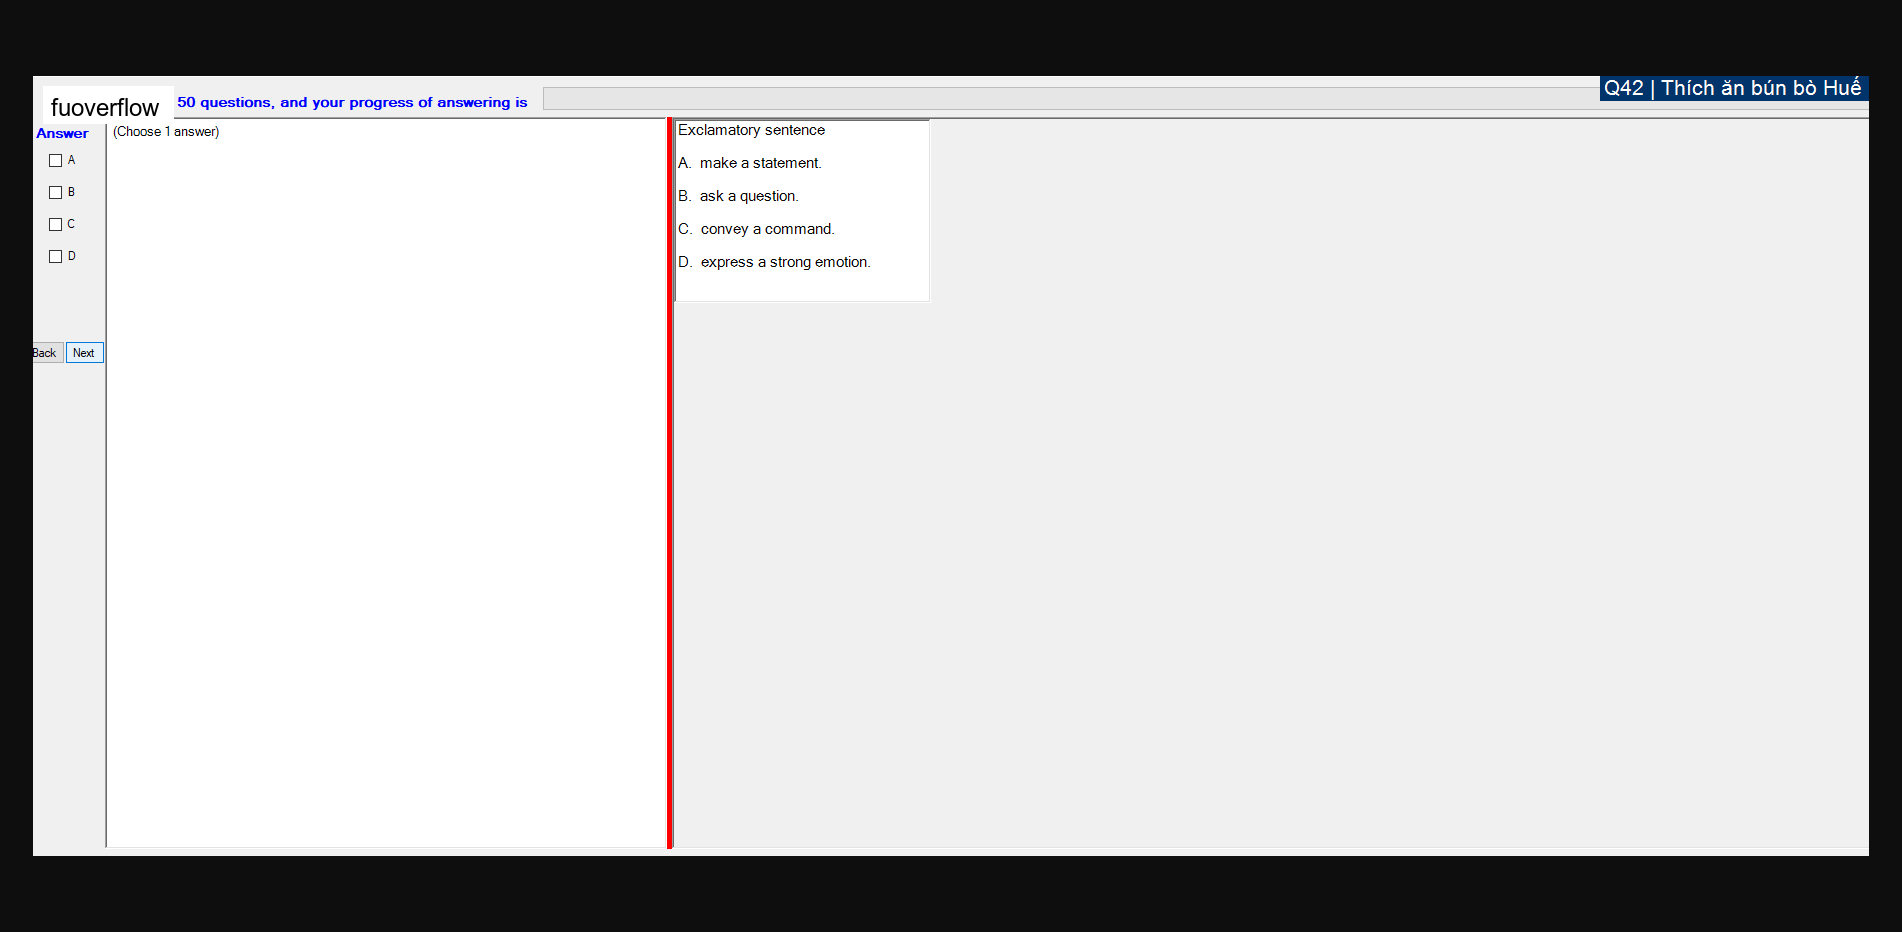 Q42 | Thích ăn bún bò Huế
fuoverflow
50 questions, and your progress of answering is
Answer
(Choose 1 answer)
A
B
C
D
Back
Next
Exclamatory sentence
A. make a statement.
B. ask a question.
C. convey a command.
D. express a strong emotion.